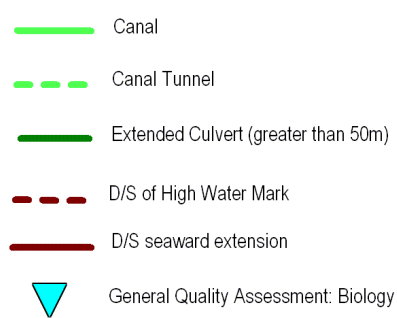 Canal
Canal Tunnel
Extended Culvert (greater than 50m)
D/S of High Water Mark
D/S seaward extension
General Quality Assessment: Biology